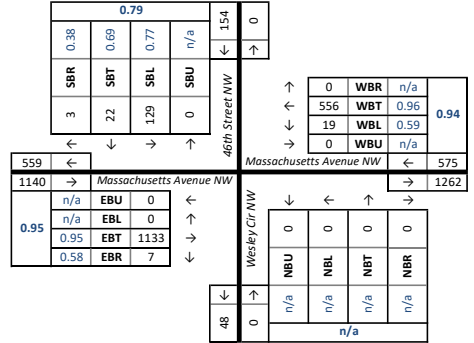 0.79
154
0
0.38 0.69 0.77 n/a
SBR SBT SBL SBU
3 22 129 0
↓ ↑
← ↓ → ↑
46th Street NW
↑ 0 WBR n/a
← 556 WBT 0.96
↓ 19 WBL 0.59
→ 0 WBU n/a
0.94
559 ←
Massachusetts Avenue NW
← 575
1140 →
Massachusetts Avenue NW
→ 1262
0.95
n/a EBU 0 ←
n/a EBL 0 ↑
0.95 EBT 1133 →
0.58 EBR 7 ↓
Wesley Cir NW
↓ ← ↑ →
0 0 0 0
NBU NBL NBT NBR
n/a n/a n/a n/a
n/a
↓ ↑
48 0